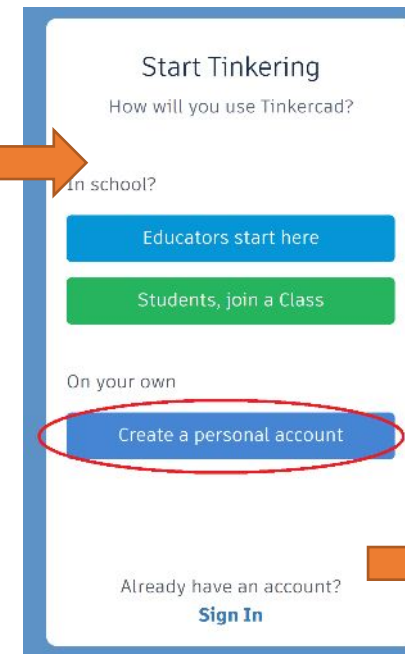 Start Tinkering
How will you use Tinkercad?
In school?
Educators start here
Students, join a Class
On your own
Create a personal account
Already have an account?
Sign In